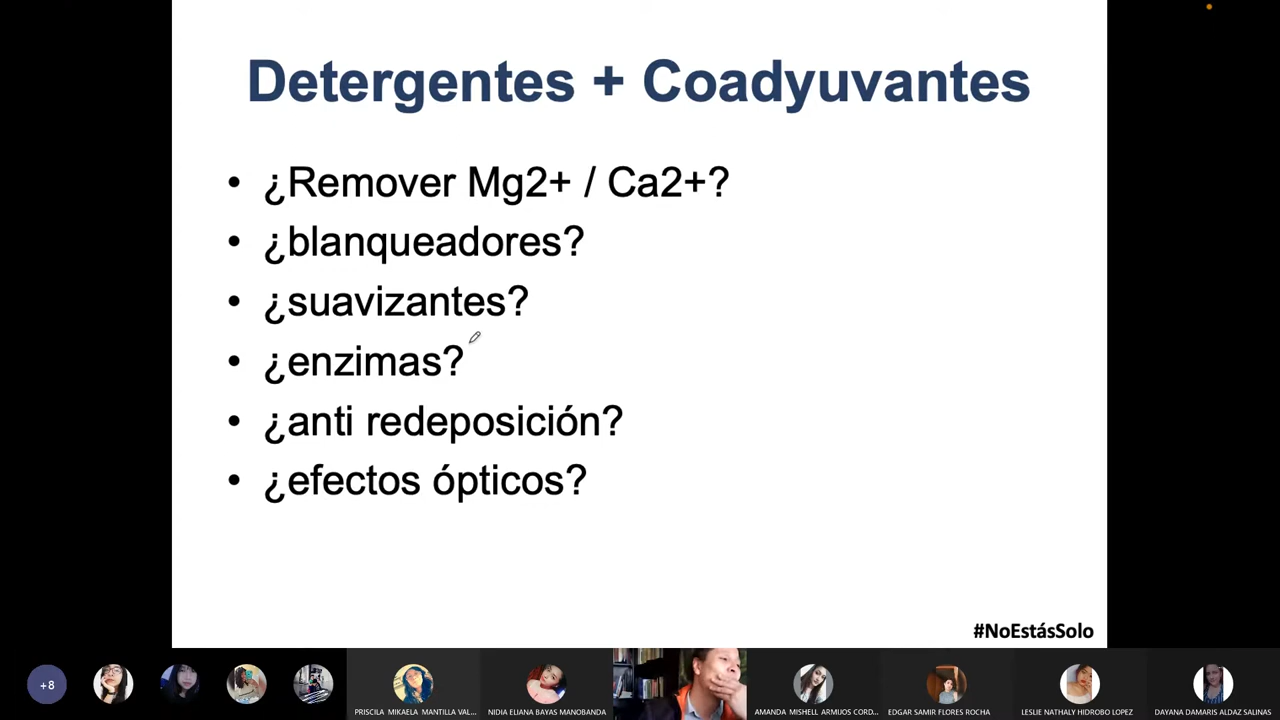 Detergentes + Coadyuvantes
• ¿Remover Mg2+ / Ca2+?
• ¿blanqueadores?
• ¿suavizantes?
• ¿enzimas?
• ¿anti redeposición?
• ¿efectos ópticos?
#NoEstásSolo
+8
PRISCILA MIKAELA MANTILLA VAL...
NIDIA ELIANA BAYAS MANOBANDA
AMANDA MISHELL ARMIJOS CORD...
EDGAR SAMIR FLORES ROCHA
LESLIE NATHALY HIDROBO LOPEZ
DAYANA DAMARIS ALDAZ SALINAS